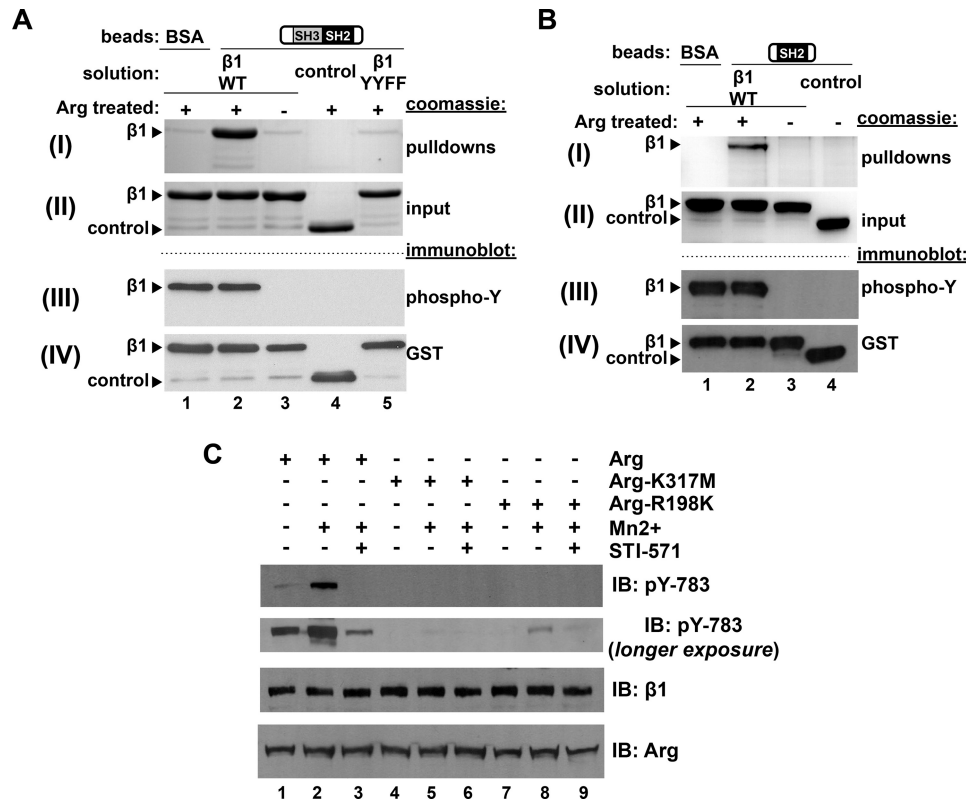 A
beads: BSA SH3 SH2
solution: β1 WT control β1 YYFF
Arg treated: + + - + + coomassie:
(I) β1 pulldowns
(II) β1 input
control
immunoblot:
(III) β1 phospho-Y
(IV) β1 GST
control
1 2 3 4 5
B
beads: BSA SH2
solution: β1 WT control
Arg treated: + + - - coomassie:
(I) β1 pulldowns
(II) β1
control input
immunoblot:
(III) β1 phospho-Y
(IV) β1 GST
control
1 2 3 4
C
+ + + - - - - - - Arg
- - - + + + - - - Arg-K317M
- - - - - - + + + Arg-R198K
- + + - + + - + + Mn2+
- - + - - + - - + STI-571
IB: pY-783
IB: pY-783
(longer exposure)
IB: β1
IB: Arg
1 2 3 4 5 6 7 8 9